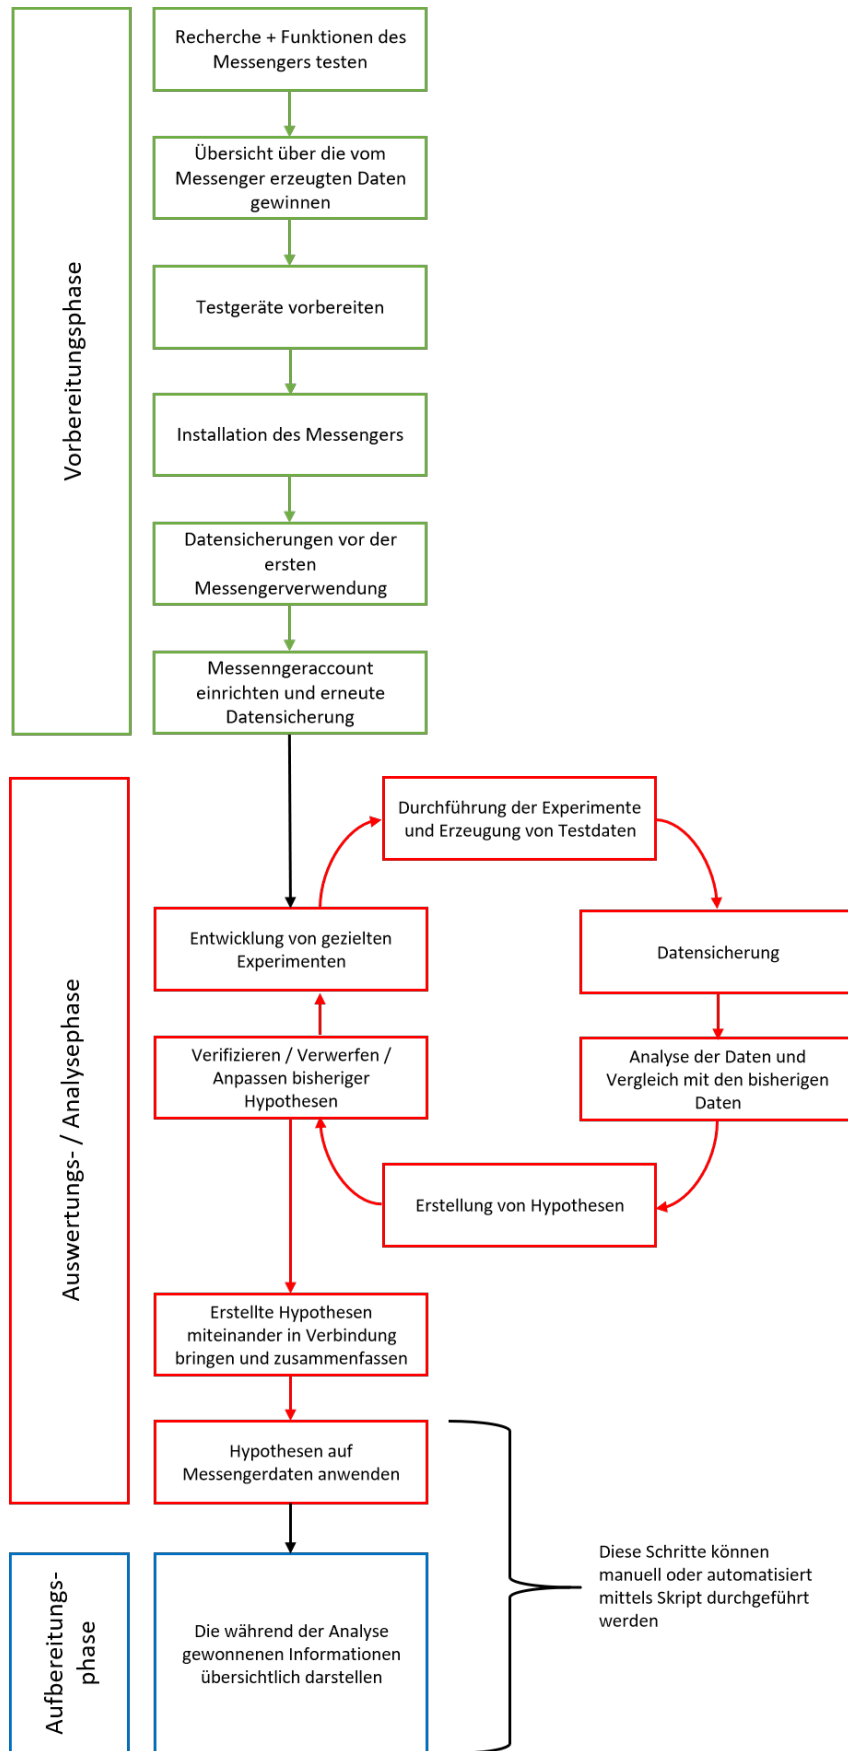 Vorbereitungsphase
Recherche + Funktionen des
Messengers testen
Übersicht über die vom
Messenger erzeugten Daten
gewinnen
Testgeräte vorbereiten
Installation des Messengers
Datensicherungen vor der
ersten
Messengerverwendung
Messenngeraccount
einrichten und erneute
Datensicherung
Auswertungs- / Analysephase
Durchführung der Experimente
und Erzeugung von Testdaten
Entwicklung von gezielten
Experimenten
Datensicherung
Verifizieren / Verwerfen /
Anpassen bisheriger
Hypothesen
Analyse der Daten und
Vergleich mit den bisherigen
Daten
Erstellung von Hypothesen
Erstellte Hypothesen
miteinander in Verbindung
bringen und zusammenfassen
Hypothesen auf
Messengerdaten anwenden
Aufbereitungs-
phase
Die während der Analyse
gewonnenen Informationen
übersichtlich darstellen
Diese Schritte können
manuell oder automatisiert
mittels Skript durchgeführt
werden